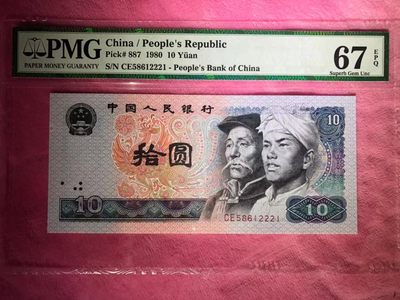 PMG
PAPER MONEY GUARANTY
China / People's Republic
Pick# 887 1980 10 Yüan
S/N CE58612221 - People's Bank of China
67 EPQ
Superb Gem Unc
中国人民银行
10
拾圆
CE58612221
10
10